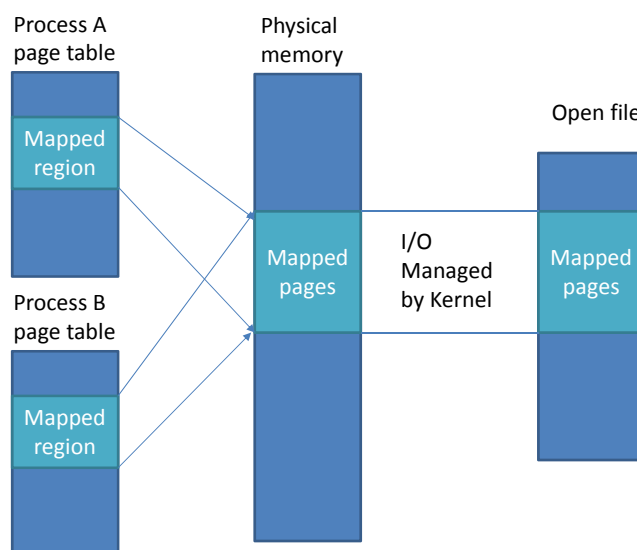 Process A
page table
Mapped
region
Process B
page table
Mapped
region
Physical
memory
Mapped
pages
I/O
Managed
by Kernel
Open file
Mapped
pages